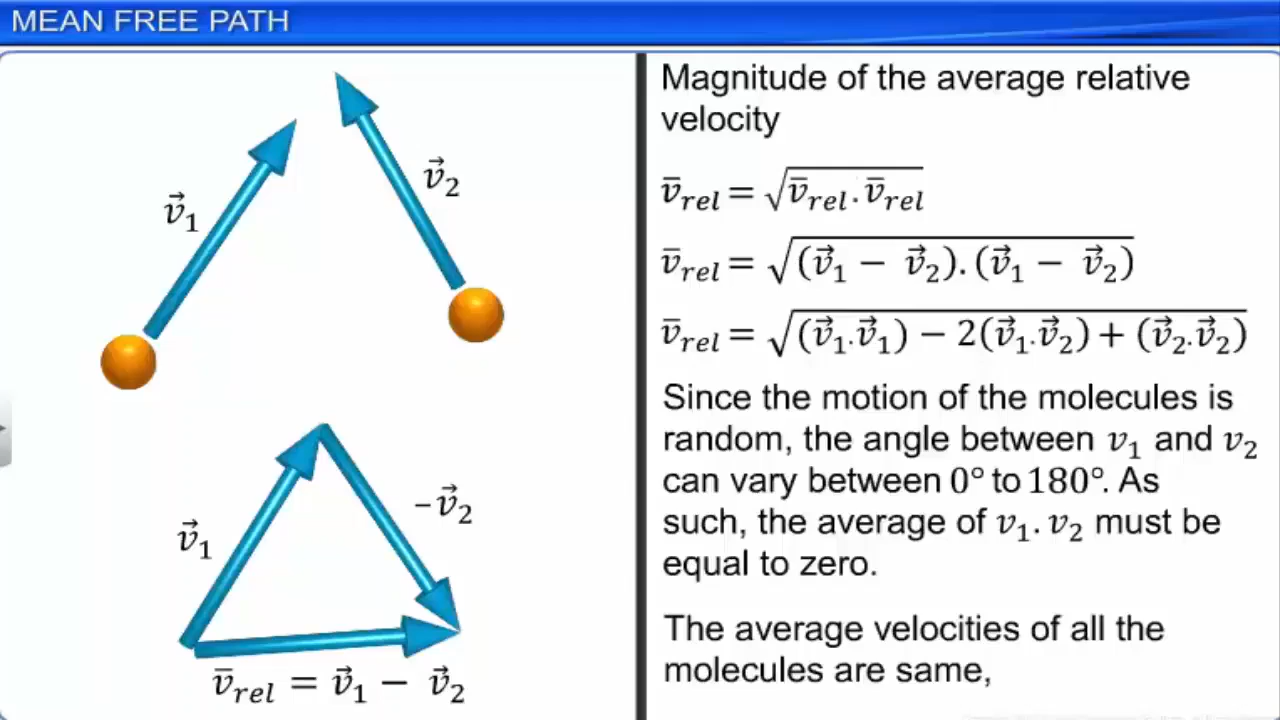 MEAN FREE PATH
v⃗₁
v⃗₂
v⃗₁
−v⃗₂
v̅ᵣₑₗ = v⃗₁ − v⃗₂
Magnitude of the average relative
velocity
v̅ᵣₑₗ = √(v̅ᵣₑₗ . v̅ᵣₑₗ)
v̅ᵣₑₗ = √((v⃗₁ − v⃗₂).(v⃗₁ − v⃗₂))
v̅ᵣₑₗ = √((v⃗₁.v⃗₁) − 2(v⃗₁.v⃗₂) + (v⃗₂.v⃗₂))
Since the motion of the molecules is
random, the angle between v₁ and v₂
can vary between 0° to 180°. As
such, the average of v₁. v₂ must be
equal to zero.
The average velocities of all the
molecules are same,